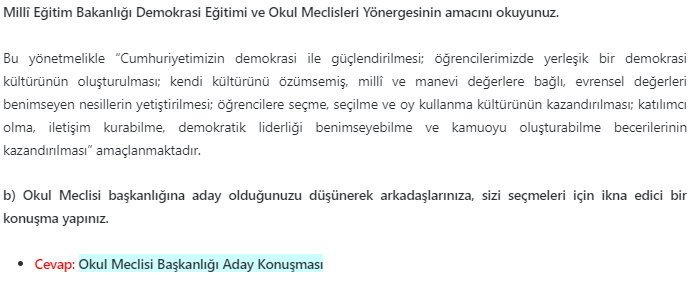 Millî Eğitim Bakanlığı Demokrasi Eğitimi ve Okul Meclisleri Yönergesinin amacını okuyunuz.
Bu yönetmelikle “Cumhuriyetimizin demokrasi ile güçlendirilmesi; öğrencilerimizde yerleşik bir demokrasi
kültürünün oluşturulması; kendi kültürünü özümsemiş, millî ve manevi değerlere bağlı, evrensel değerleri
benimseyen nesillerin yetiştirilmesi; öğrencilere seçme, seçilme ve oy kullanma kültürünün kazandırılması; katılımcı
olma, iletişim kurabilme, demokratik liderliği benimseyebilme ve kamuoyu oluşturabilme becerilerinin
kazandırılması” amaçlanmaktadır.
b) Okul Meclisi başkanlığına aday olduğunuzu düşünerek arkadaşlarınıza, sizi seçmeleri için ikna edici bir
konuşma yapınız.
• Cevap: Okul Meclisi Başkanlığı Aday Konuşması